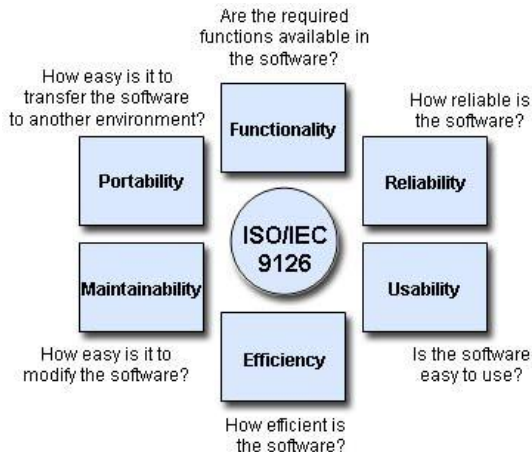 Are the required
functions available in
the software?
Functionality
How easy is it to
transfer the software
to another environment?
Portability
How reliable is
the software?
Reliability
ISO/IEC
9126
Maintainability
How easy is it to
modify the software?
Usability
Is the software
easy to use?
Efficiency
How efficient is
the software?